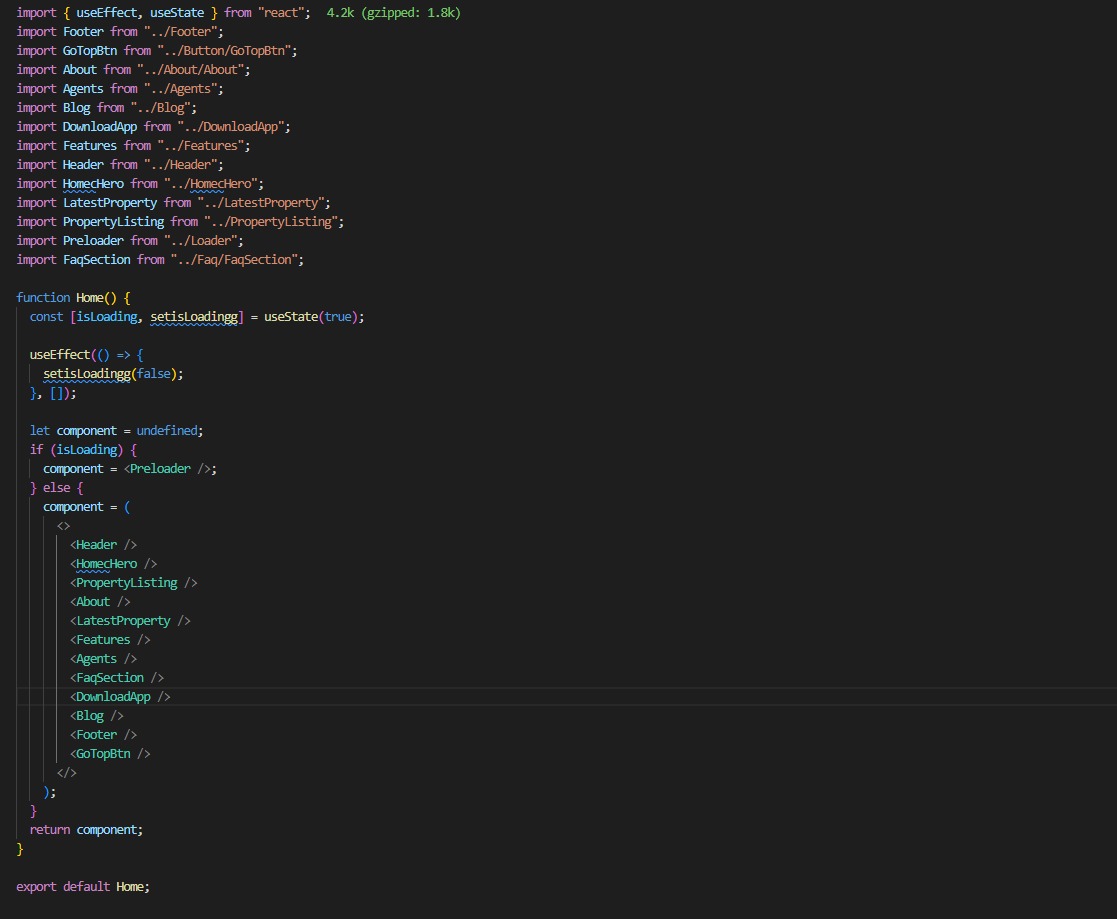 import { useEffect, useState } from "react";  4.2k (gzipped: 1.8k)
import Footer from "../Footer";
import GoTopBtn from "../Button/GoTopBtn";
import About from "../About/About";
import Agents from "../Agents";
import Blog from "../Blog";
import DownloadApp from "../DownloadApp";
import Features from "../Features";
import Header from "../Header";
import HomecHero from "../HomecHero";
import LatestProperty from "../LatestProperty";
import PropertyListing from "../PropertyListing";
import Preloader from "../Loader";
import FaqSection from "../Faq/FaqSection";

function Home() {
  const [isLoading, setisLoadingg] = useState(true);

  useEffect(() => {
    setisLoadingg(false);
  }, []);

  let component = undefined;
  if (isLoading) {
    component = <Preloader />;
  } else {
    component = (
      <>
        <Header />
        <HomecHero />
        <PropertyListing />
        <About />
        <LatestProperty />
        <Features />
        <Agents />
        <FaqSection />
        <DownloadApp />
        <Blog />
        <Footer />
        <GoTopBtn />
      </>
    );
  }
  return component;
}

export default Home;